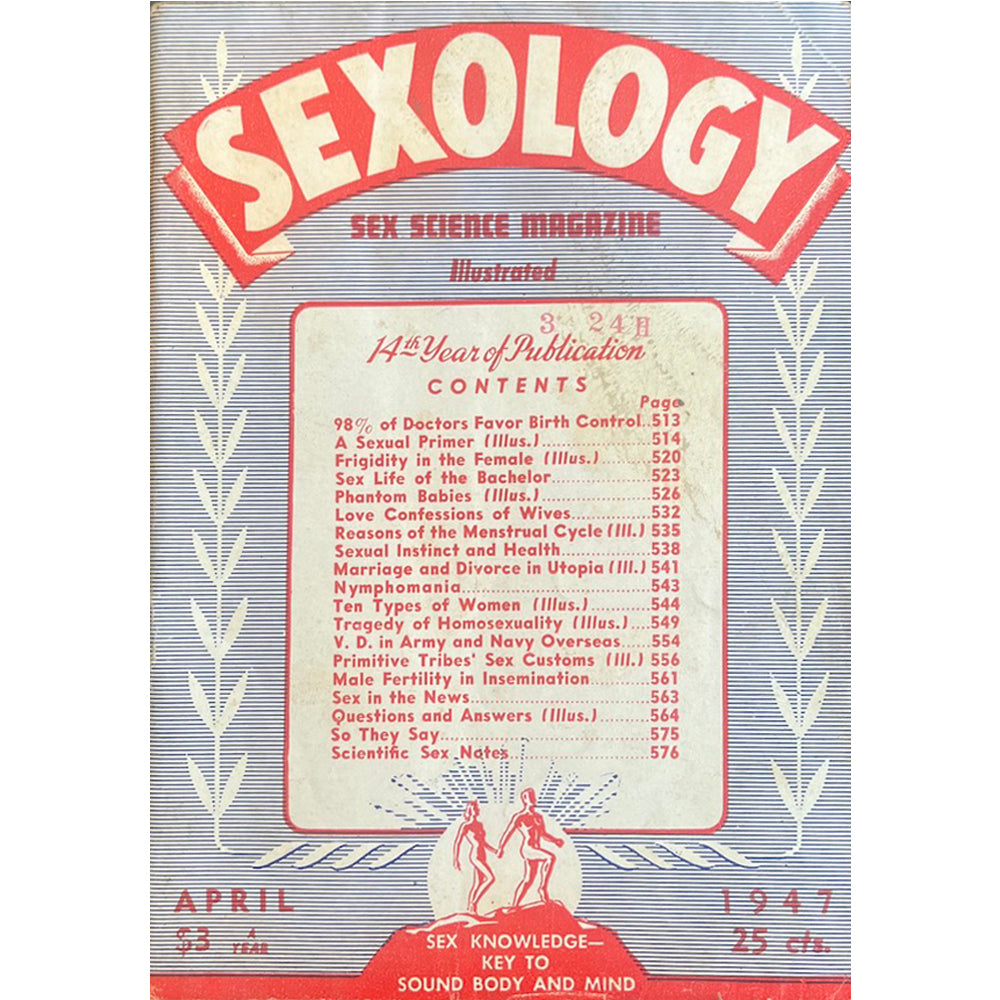 SEXOLOGY
SEX SCIENCE MAGAZINE
Illustrated
3 24日
14th Year of Publication
CONTENTS
Page
98% of Doctors Favor Birth Control..513
A Sexual Primer (Illus.)....................514
Frigidity in the Female (Illus.).........520
Sex Life of the Bachelor..................523
Phantom Babies (Illus.)....................526
Love Confessions of Wives..............532
Reasons of the Menstrual Cycle (Ill.) 535
Sexual Instinct and Health................538
Marriage and Divorce in Utopia (Ill.) 541
Nymphomania.................................543
Ten Types of Women (Illus.)...........544
Tragedy of Homosexuality (Illus.)....549
V. D. in Army and Navy Overseas.....554
Primitive Tribes' Sex Customs (Ill.) 556
Male Fertility in Insemination...........561
Sex in the News................................563
Questions and Answers (Illus.).........564
So They Say.....................................575
Scientific Sex Notes..........................576
APRIL 1947
$3 A YEAR 25 cts.
SEX KNOWLEDGE—
KEY TO
SOUND BODY AND MIND